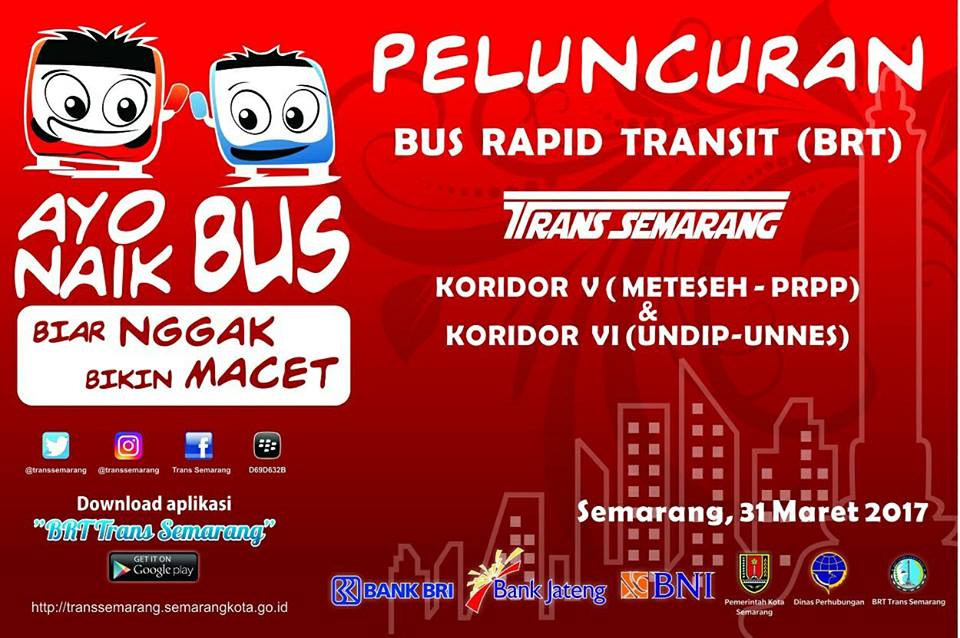 AYO
NAIK BUS
BIAR NGGAK
BIKIN MACET
@transsemarang
@transsemarang
Trans Semarang
D69D632B
Download aplikasi
"BRT Trans Semarang"
GET IT ON
Google play
http://transsemarang.semarangkota.go.id
PELUNCURAN
BUS RAPID TRANSIT (BRT)
TRANS SEMARANG
KORIDOR V ( METESEH - PRPP)
&
KORIDOR VI (UNDIP-UNNES)
Semarang, 31 Maret 2017
BANK BRI
Bank Jateng
BNI
Pemerintah Kota
Semarang
Dinas Perhubungan
BRT Trans Semarang